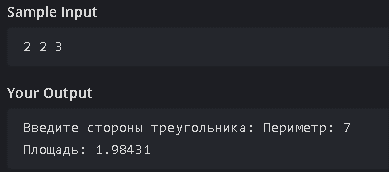 Sample Input
2 2 3
Your Output
Введите стороны треугольника: Периметр: 7
Площадь: 1.98431